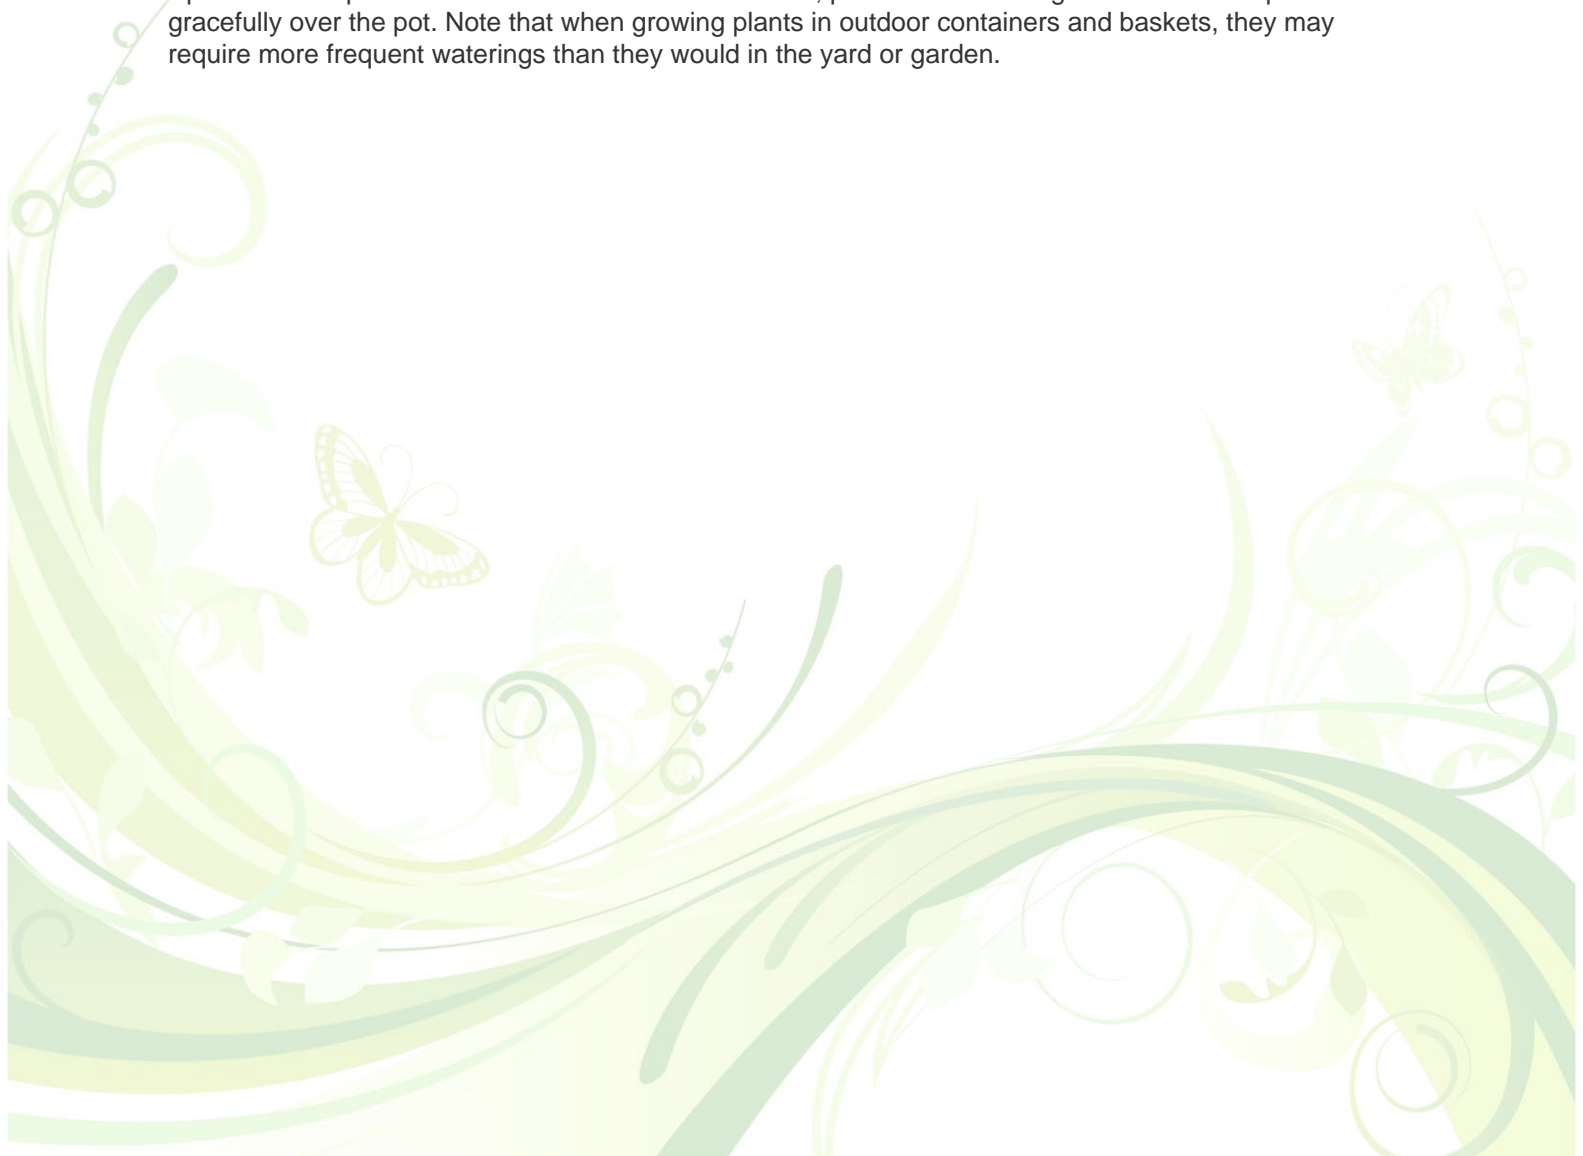 gracefully over the pot. Note that when growing plants in outdoor containers and baskets, they may
require more frequent waterings than they would in the yard or garden.